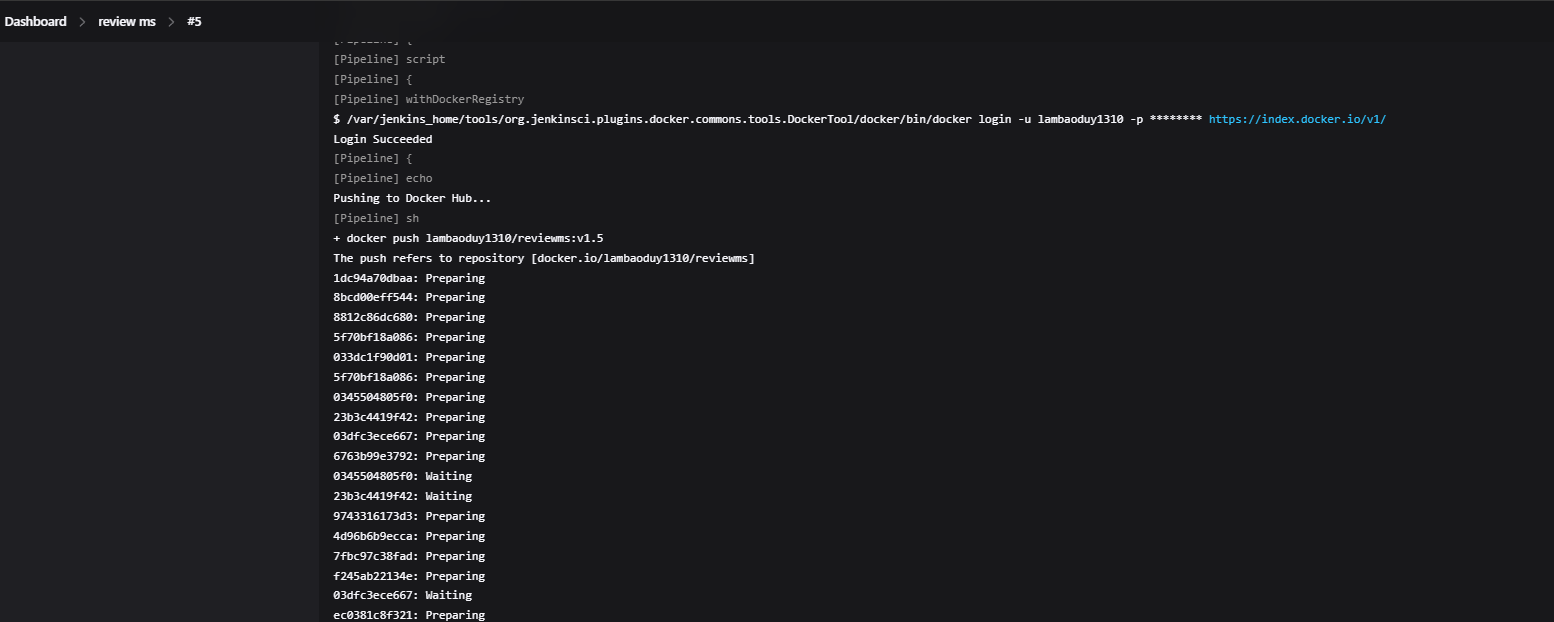 Dashboard > review ms > #5
[Pipeline] {
[Pipeline] script
[Pipeline] {
[Pipeline] withDockerRegistry
$ /var/jenkins_home/tools/org.jenkinsci.plugins.docker.commons.tools.DockerTool/docker/bin/docker login -u lambaoduy1310 -p ******** https://index.docker.io/v1/
Login Succeeded
[Pipeline] {
[Pipeline] echo
Pushing to Docker Hub...
[Pipeline] sh
+ docker push lambaoduy1310/reviewms:v1.5
The push refers to repository [docker.io/lambaoduy1310/reviewms]
1dc94a70dbaa: Preparing
8bcd00eff544: Preparing
8812c86dc680: Preparing
5f70bf18a086: Preparing
033dc1f90d01: Preparing
5f70bf18a086: Preparing
0345504805f0: Preparing
23b3c4419f42: Preparing
03dfc3ece667: Preparing
6763b99e3792: Preparing
0345504805f0: Waiting
23b3c4419f42: Waiting
9743316173d3: Preparing
4d96b6b9ecca: Preparing
7fbc97c38fad: Preparing
f245ab22134e: Preparing
03dfc3ece667: Waiting
ec0381c8f321: Preparing